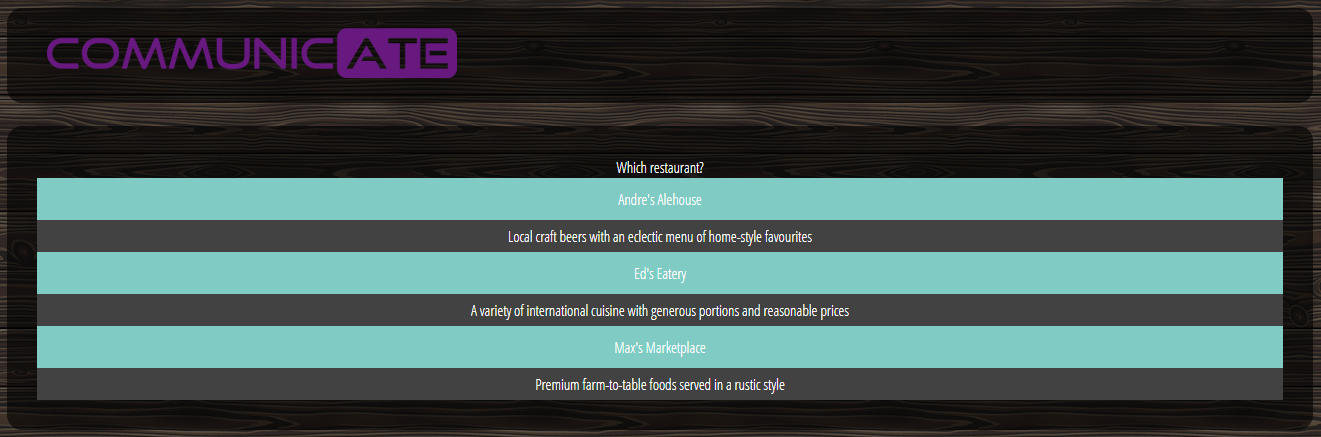 COMMUNICATE
Which restaurant?
Andre's Alehouse
Local craft beers with an eclectic menu of home-style favourites
Ed's Eatery
A variety of international cuisine with generous portions and reasonable prices
Max's Marketplace
Premium farm-to-table foods served in a rustic style